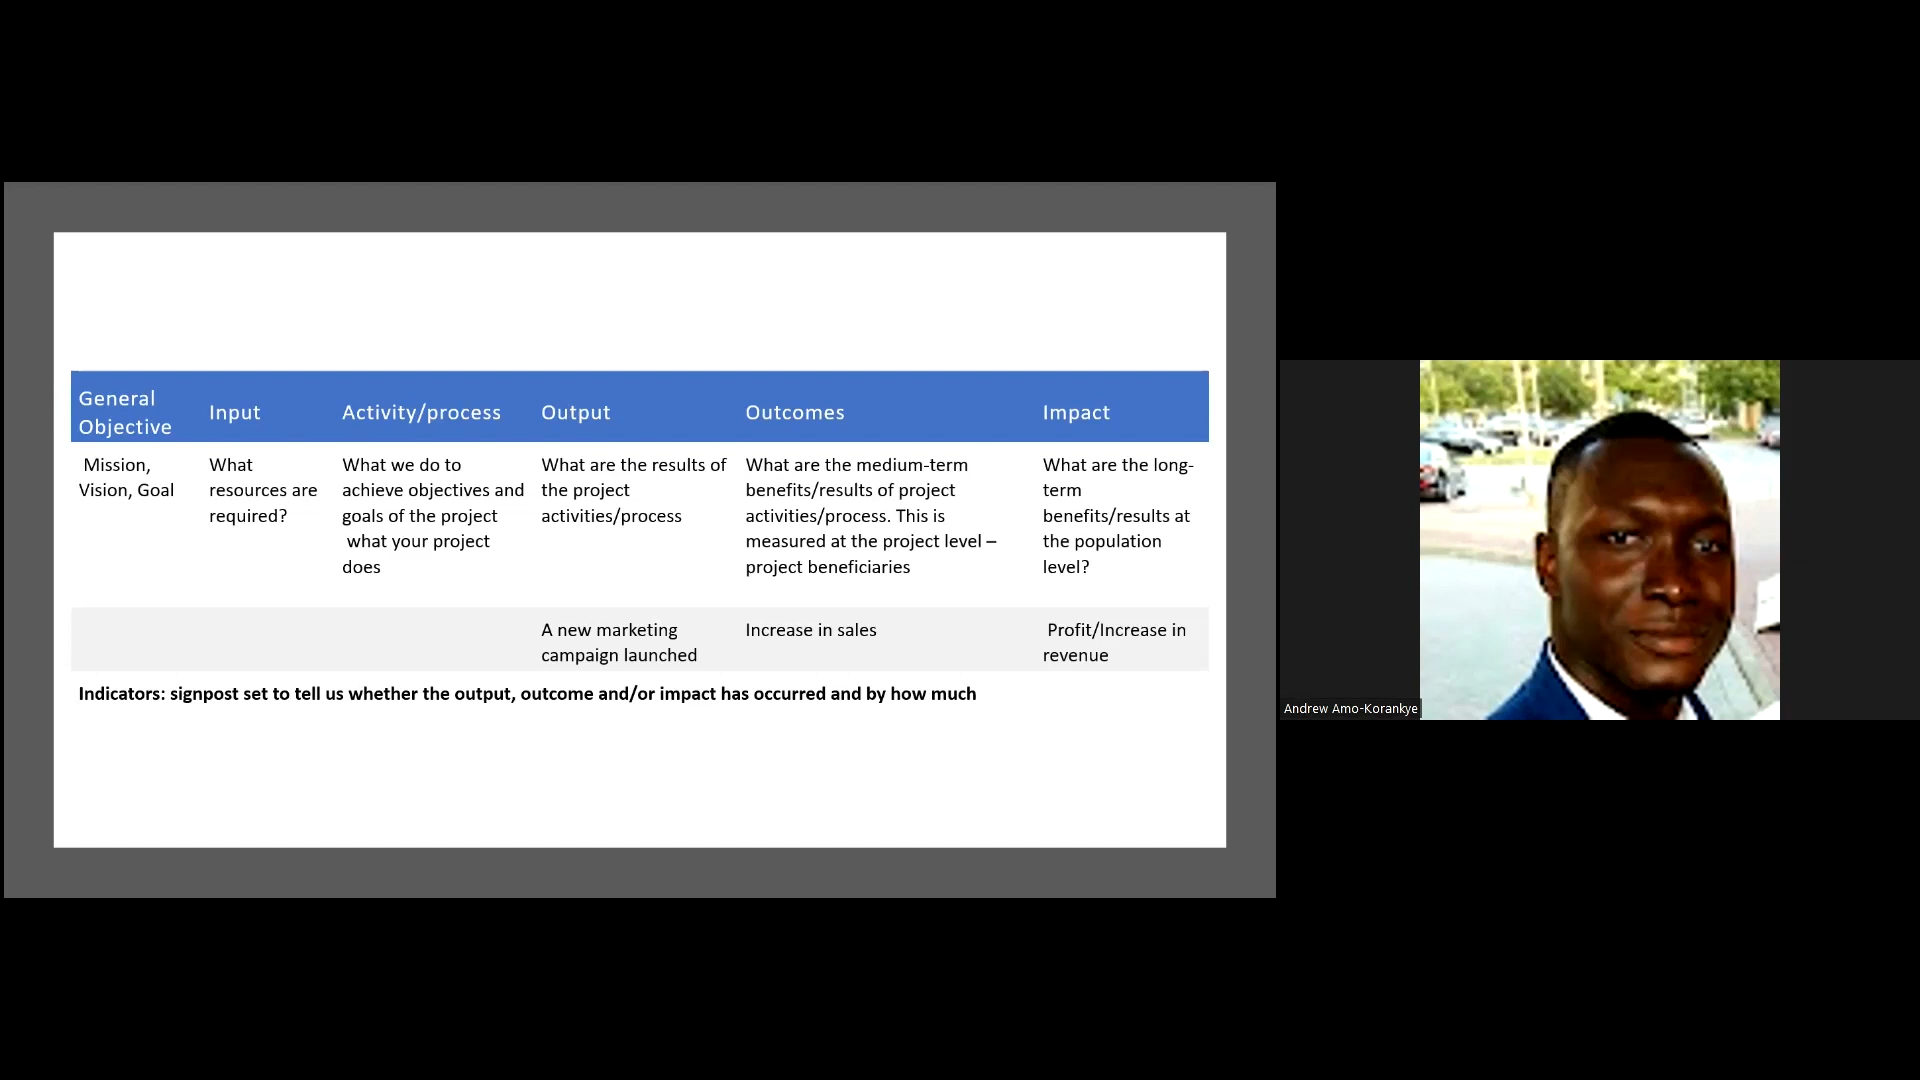 General
Objective
Input
Activity/process
Output
Outcomes
Impact
Mission,
Vision, Goal
What
resources are
required?
What we do to
achieve objectives and
goals of the project
what your project
does
What are the results of
the project
activities/process
What are the medium-term
benefits/results of project
activities/process. This is
measured at the project level –
project beneficiaries
What are the long-
term
benefits/results at
the population
level?
A new marketing
campaign launched
Increase in sales
Profit/Increase in
revenue
Indicators: signpost set to tell us whether the output, outcome and/or impact has occurred and by how much
Andrew Amo-Korankye